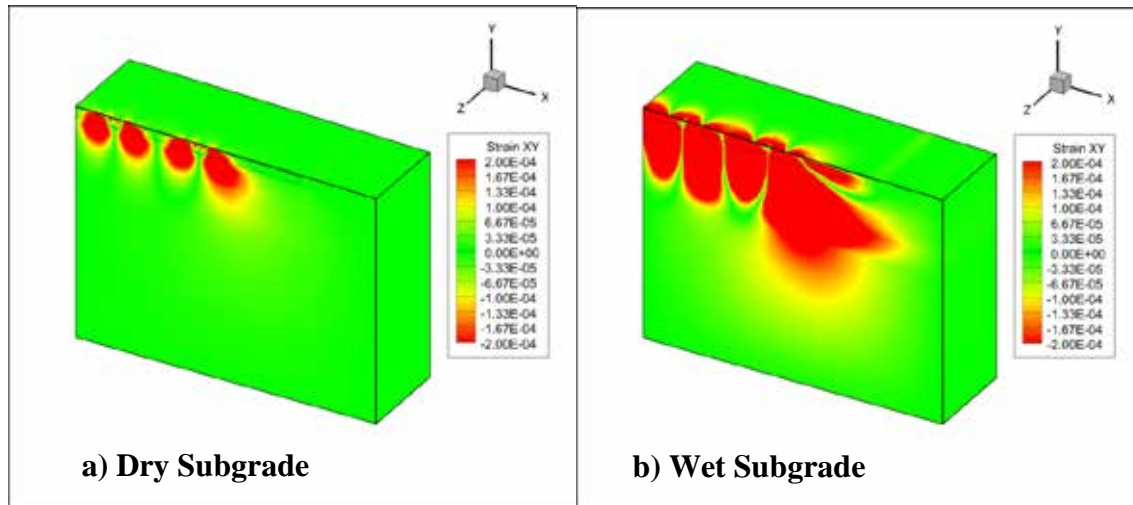 Y
X
Z
Strain XY
2.00E-04
1.67E-04
1.33E-04
1.00E-04
6.67E-05
3.33E-05
0.00E+00
-3.33E-05
-6.67E-05
-1.00E-04
-1.33E-04
-1.67E-04
-2.00E-04
a) Dry Subgrade
Y
X
Z
Strain XY
2.00E-04
1.67E-04
1.33E-04
1.00E-04
6.67E-05
3.33E-05
0.00E+00
-3.33E-05
-6.67E-05
-1.00E-04
-1.33E-04
-1.67E-04
-2.00E-04
b) Wet Subgrade